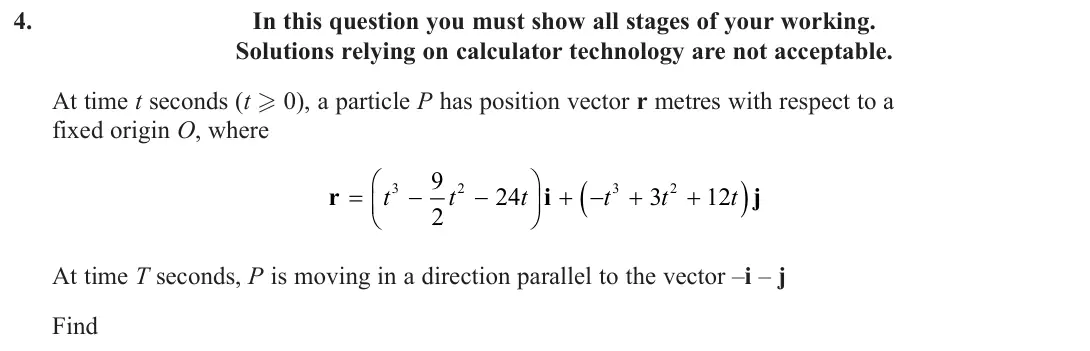 4. In this question you must show all stages of your working.
Solutions relying on calculator technology are not acceptable.
At time t seconds (t ⩾ 0), a particle P has position vector r metres with respect to a
fixed origin O, where
r = (t³ − 9/2 t² − 24t) i + (−t³ + 3t² + 12t) j
At time T seconds, P is moving in a direction parallel to the vector –i – j
Find